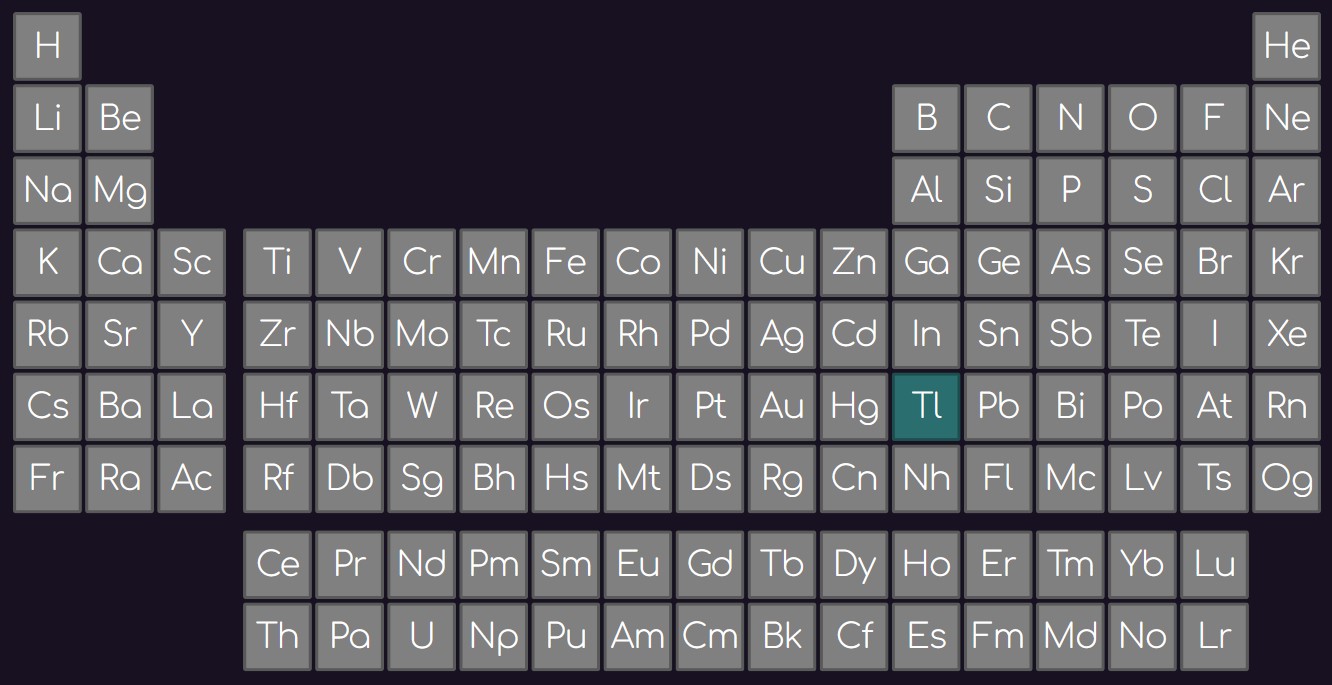 H He
Li Be B C N O F Ne
Na Mg Al Si P S Cl Ar
K Ca Sc Ti V Cr Mn Fe Co Ni Cu Zn Ga Ge As Se Br Kr
Rb Sr Y Zr Nb Mo Tc Ru Rh Pd Ag Cd In Sn Sb Te I Xe
Cs Ba La Hf Ta W Re Os Ir Pt Au Hg Tl Pb Bi Po At Rn
Fr Ra Ac Rf Db Sg Bh Hs Mt Ds Rg Cn Nh Fl Mc Lv Ts Og
Ce Pr Nd Pm Sm Eu Gd Tb Dy Ho Er Tm Yb Lu
Th Pa U Np Pu Am Cm Bk Cf Es Fm Md No Lr